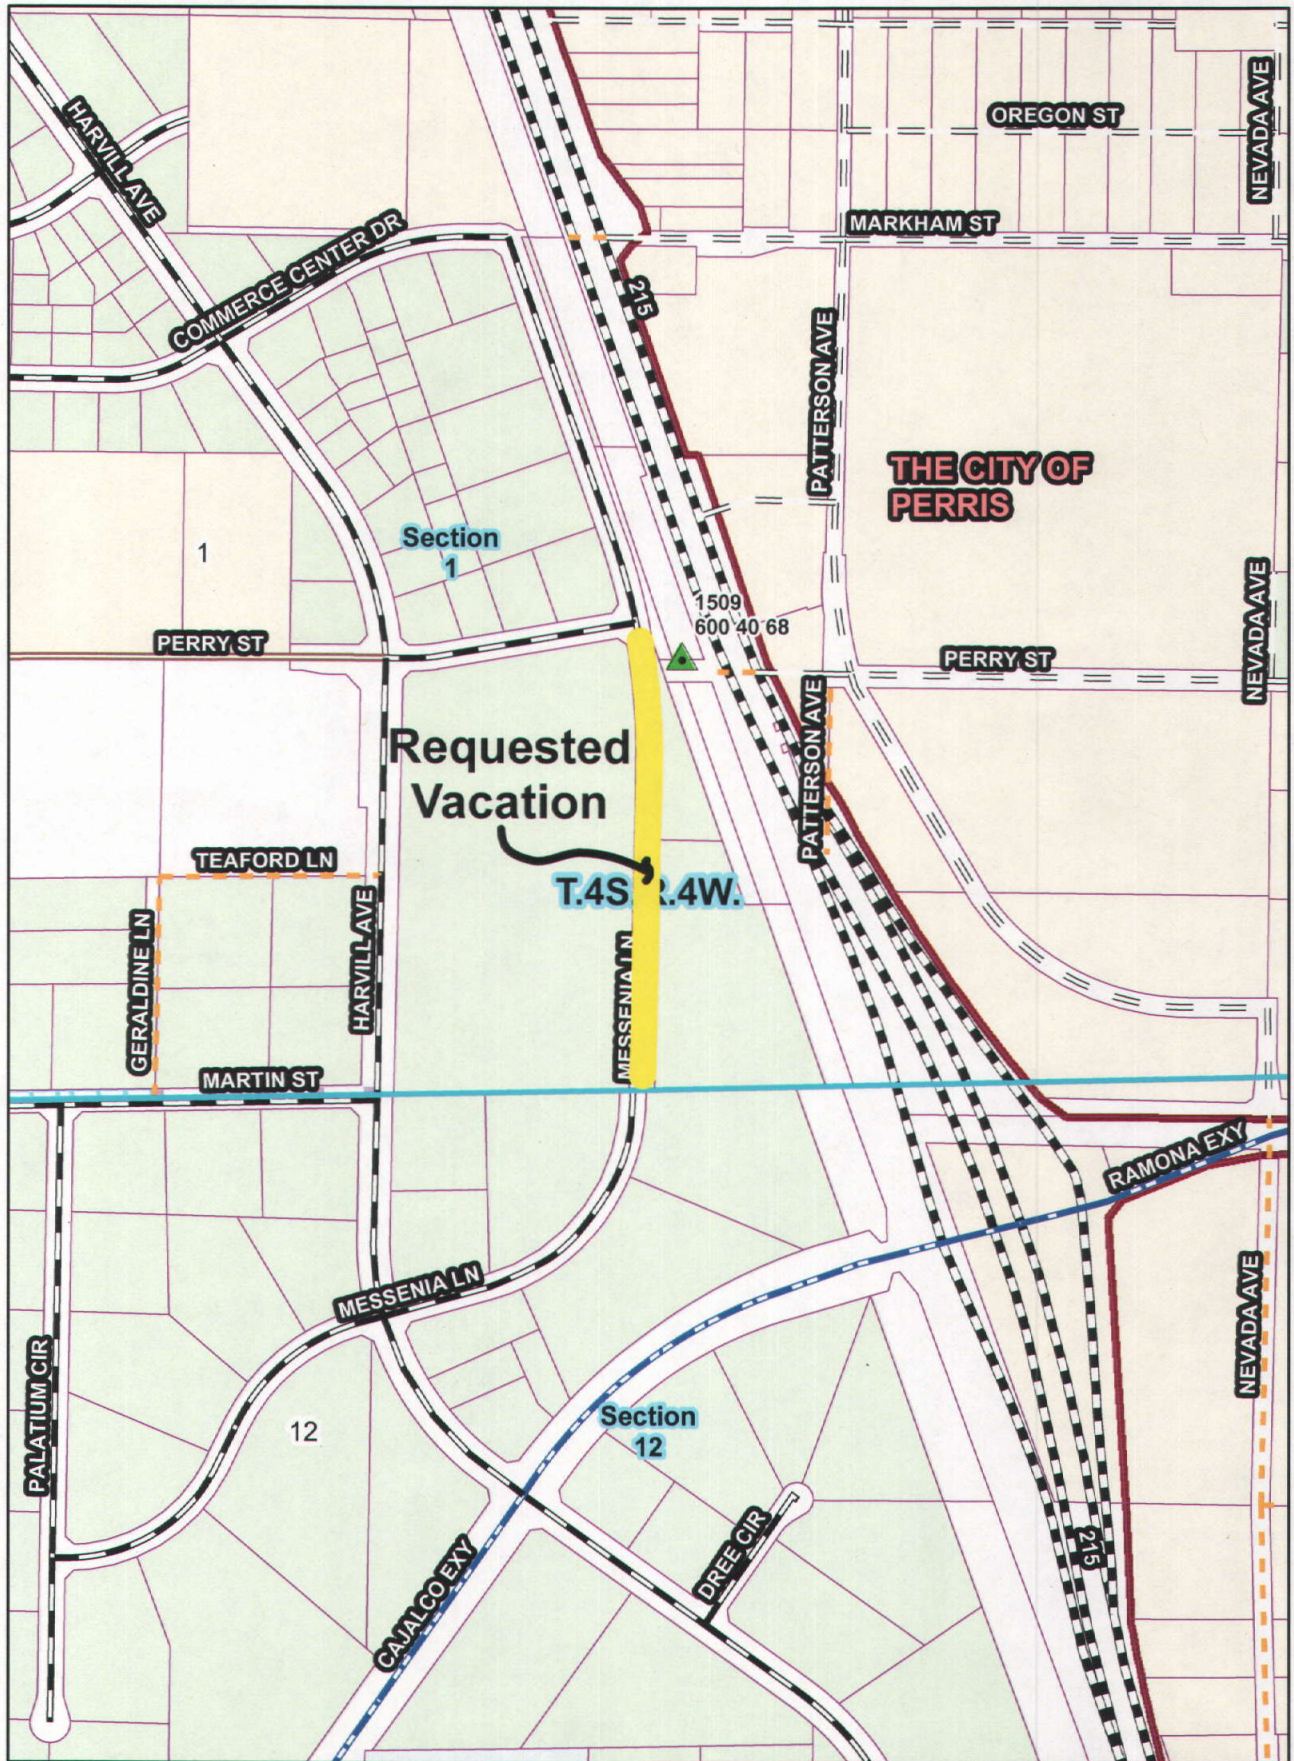 OREGON ST
NEVADA AVE
HARVILL AVE
MARKHAM ST
COMMERCE CENTER DR
215
PATTERSON AVE
THE CITY OF
PERRIS
Section
1
1
NEVADA AVE
1509
600 40 68
PERRY ST
PERRY ST
PATTERSON AVE
Requested
Vacation
TEAFORD LN
T.4S. R.4W.
GERALDINE LN
HARVILL AVE
MESSENIA LN
MARTIN ST
RAMONA EXY
MESSENIA LN
NEVADA AVE
PALATIUM CIR
Section
12
12
215
DREE CIR
CAJALCO EXY